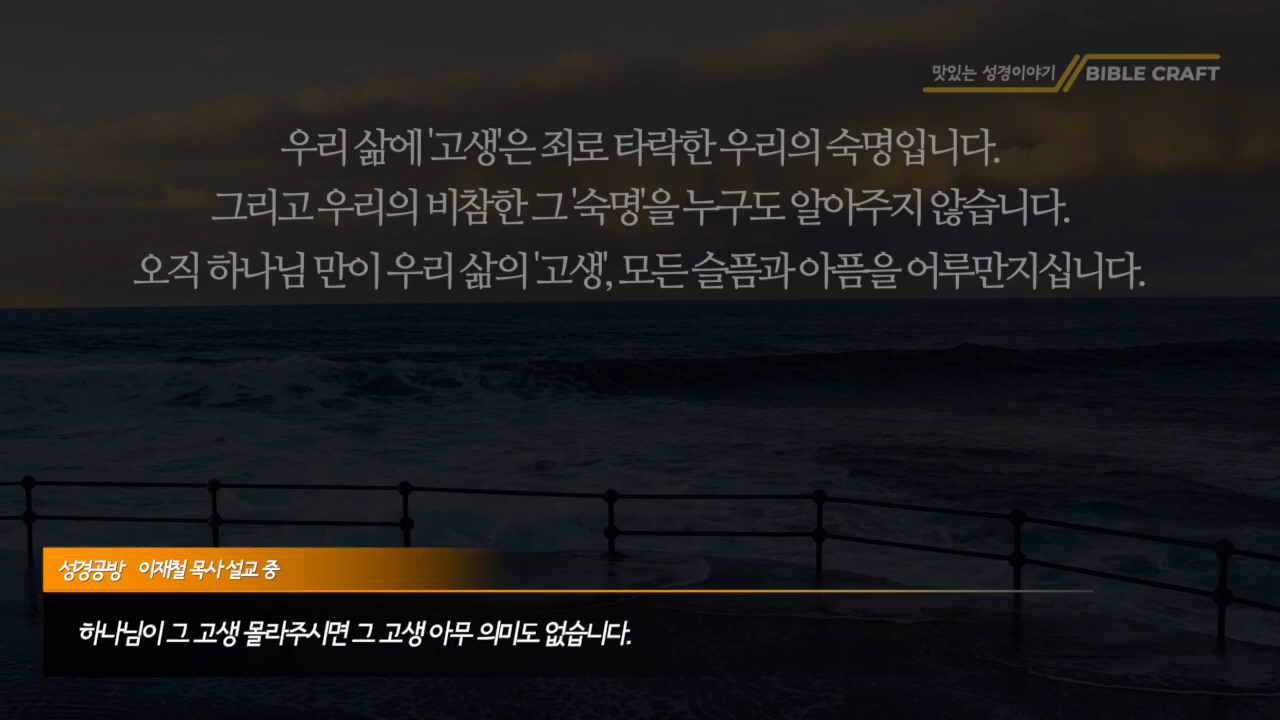 맛있는 성경이야기 BIBLE CRAFT
우리 삶에 '고생'은 죄로 타락한 우리의 숙명입니다.
그리고 우리의 비참한 그 '숙명'을 누구도 알아주지 않습니다.
오직 하나님 만이 우리 삶의 '고생', 모든 슬픔과 아픔을 어루만지십니다.
성경공방 이재철 목사 설교 중
하나님이 그 고생 몰라주시면 그 고생 아무 의미도 없습니다.